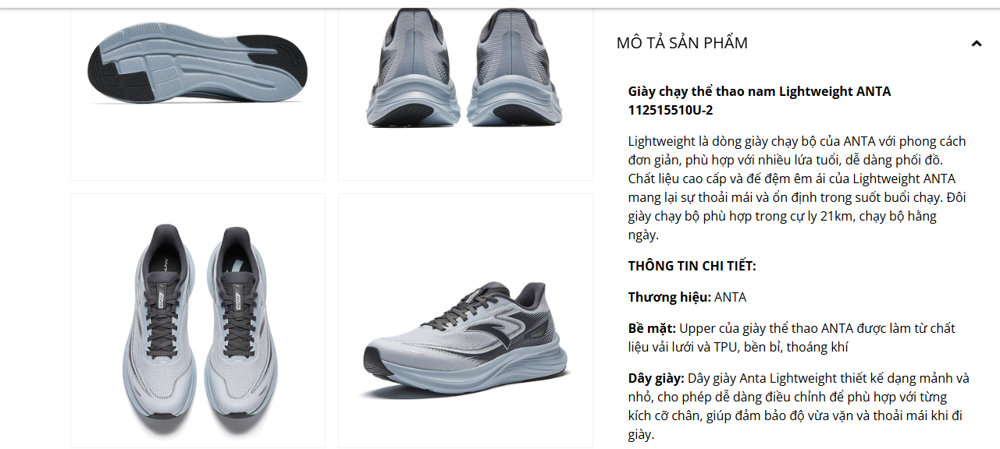 MÔ TẢ SẢN PHẨM
Giày chạy thể thao nam Lightweight ANTA
112515510U-2
Lightweight là dòng giày chạy bộ của ANTA với phong cách
đơn giản, phù hợp với nhiều lứa tuổi, dễ dàng phối đồ.
Chất liệu cao cấp và đế đệm êm ái của Lightweight ANTA
mang lại sự thoải mái và ổn định trong suốt buổi chạy. Đôi
giày chạy bộ phù hợp trong cự ly 21km, chạy bộ hằng
ngày.
THÔNG TIN CHI TIẾT:
Thương hiệu: ANTA
Bề mặt: Upper của giày thể thao ANTA được làm từ chất
liệu vải lưới và TPU, bền bỉ, thoáng khí
Dây giày: Dây giày Anta Lightweight thiết kế dạng mảnh và
nhỏ, cho phép dễ dàng điều chỉnh để phù hợp với từng
kích cỡ chân, giúp đảm bảo độ vừa vặn và thoải mái khi đi
giày.